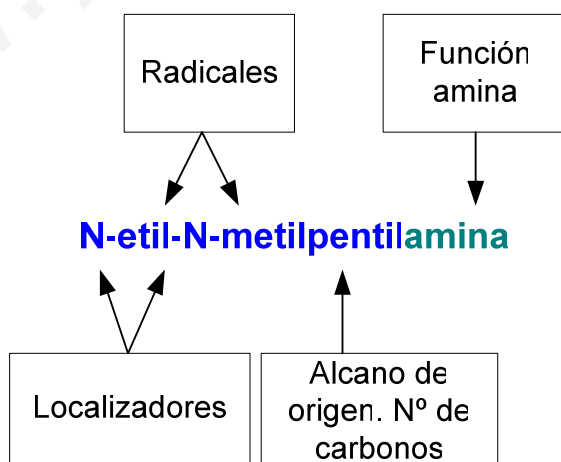 Radicales
Función
amina
N-etil-N-metilpentilamina
Localizadores
Alcano de
origen. Nº de
carbonos